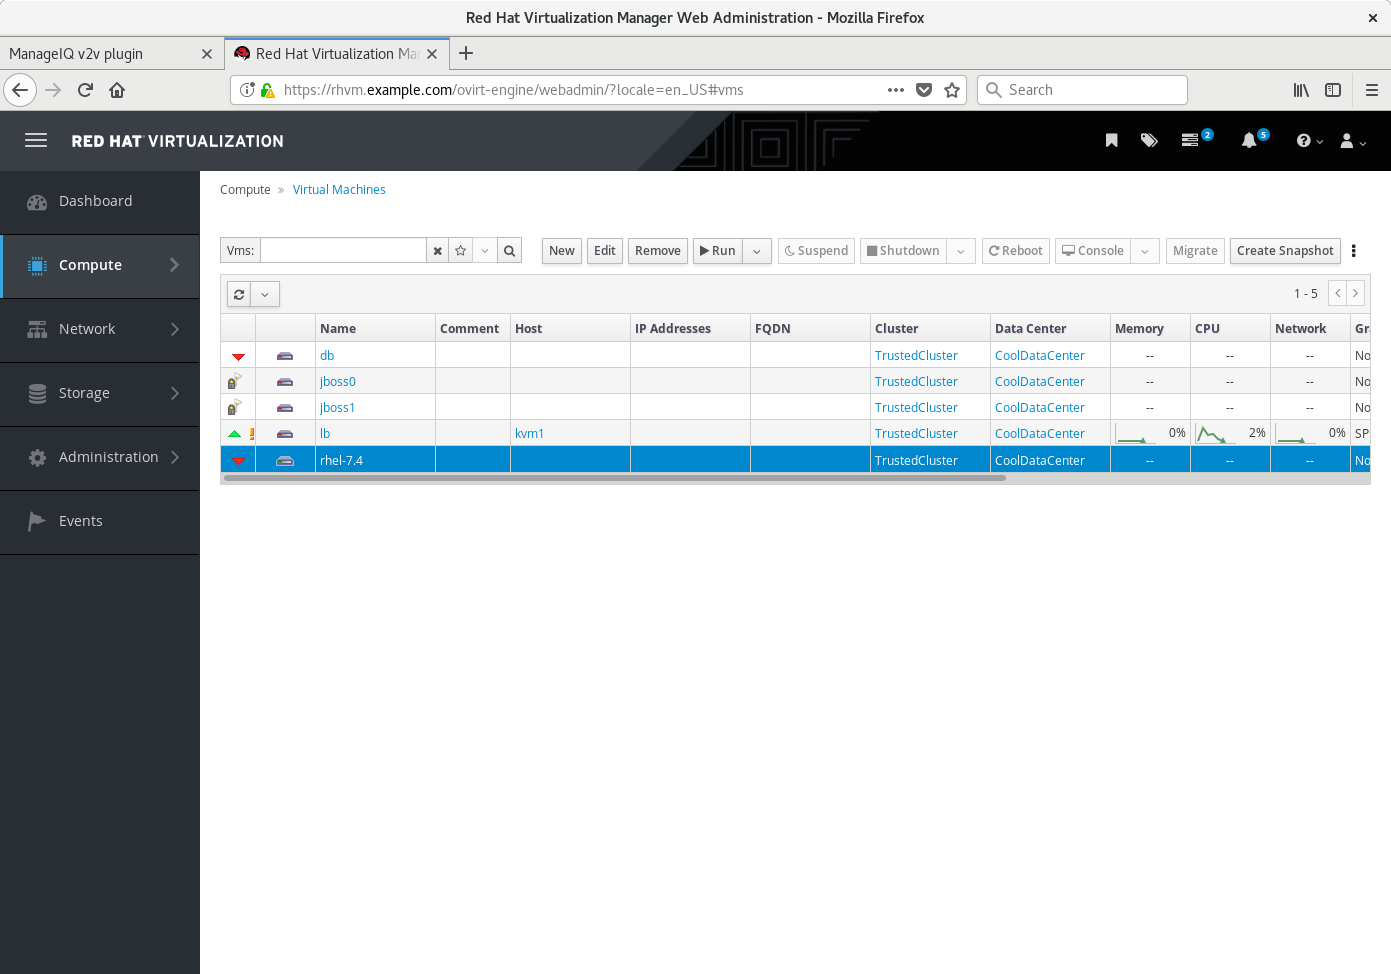 Red Hat Virtualization Manager Web Administration - Mozilla Firefox
ManageIQ v2v plugin
Red Hat Virtualization Ma
https://rhvm.example.com/ovirt-engine/webadmin/?locale=en_US#vms
Search
RED HAT VIRTUALIZATION
2
5
Dashboard
Compute
Network
Storage
Administration
Events
Compute » Virtual Machines
Vms:
New
Edit
Remove
Run
Suspend
Shutdown
Reboot
Console
Migrate
Create Snapshot
1 - 5
Name Comment Host IP Addresses FQDN Cluster Data Center Memory CPU Network Gra
db TrustedCluster CoolDataCenter -- -- -- No
jboss0 TrustedCluster CoolDataCenter -- -- -- No
jboss1 TrustedCluster CoolDataCenter -- -- -- No
lb kvm1 TrustedCluster CoolDataCenter 0% 2% 0% SP
rhel-7.4 TrustedCluster CoolDataCenter -- -- -- No